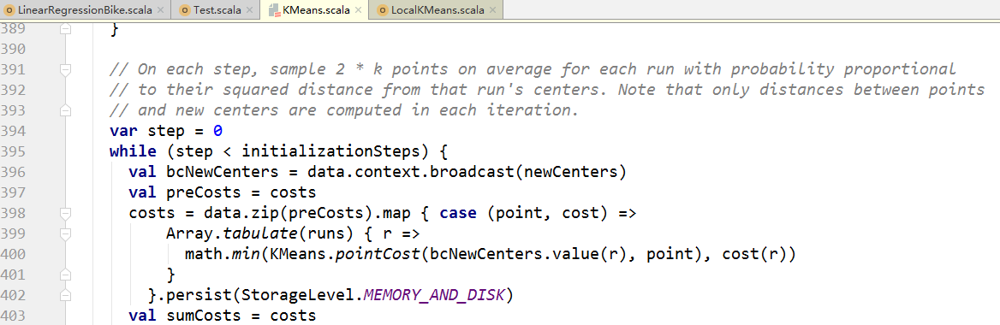 LinearRegressionBike.scala Test.scala KMeans.scala LocalKMeans.scala
389 }
390
391 // On each step, sample 2 * k points on average for each run with probability proportional
392 // to their squared distance from that run's centers. Note that only distances between points
393 // and new centers are computed in each iteration.
394 var step = 0
395 while (step < initializationSteps) {
396 val bcNewCenters = data.context.broadcast(newCenters)
397 val preCosts = costs
398 costs = data.zip(preCosts).map { case (point, cost) =>
399 Array.tabulate(runs) { r =>
400 math.min(KMeans.pointCost(bcNewCenters.value(r), point), cost(r))
401 }
402 }.persist(StorageLevel.MEMORY_AND_DISK)
403 val sumCosts = costs